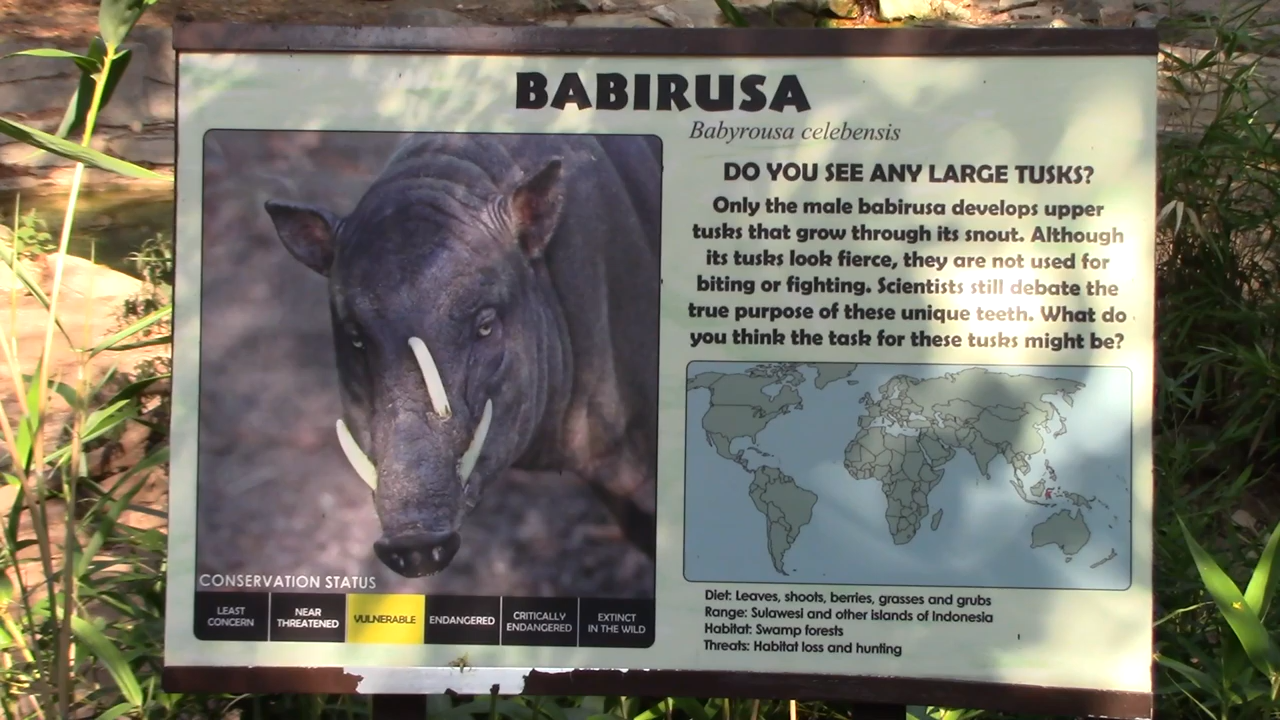 BABIRUSA
Babyrousa celebensis
DO YOU SEE ANY LARGE TUSKS?
Only the male babirusa develops upper
tusks that grow through its snout. Although
its tusks look fierce, they are not used for
biting or fighting. Scientists still debate the
true purpose of these unique teeth. What do
you think the task for these tusks might be?
CONSERVATION STATUS
LEAST CONCERN
NEAR THREATENED
VULNERABLE
ENDANGERED
CRITICALLY ENDANGERED
EXTINCT IN THE WILD
Diet: Leaves, shoots, berries, grasses and grubs
Range: Sulawesi and other islands of Indonesia
Habitat: Swamp forests
Threats: Habitat loss and hunting